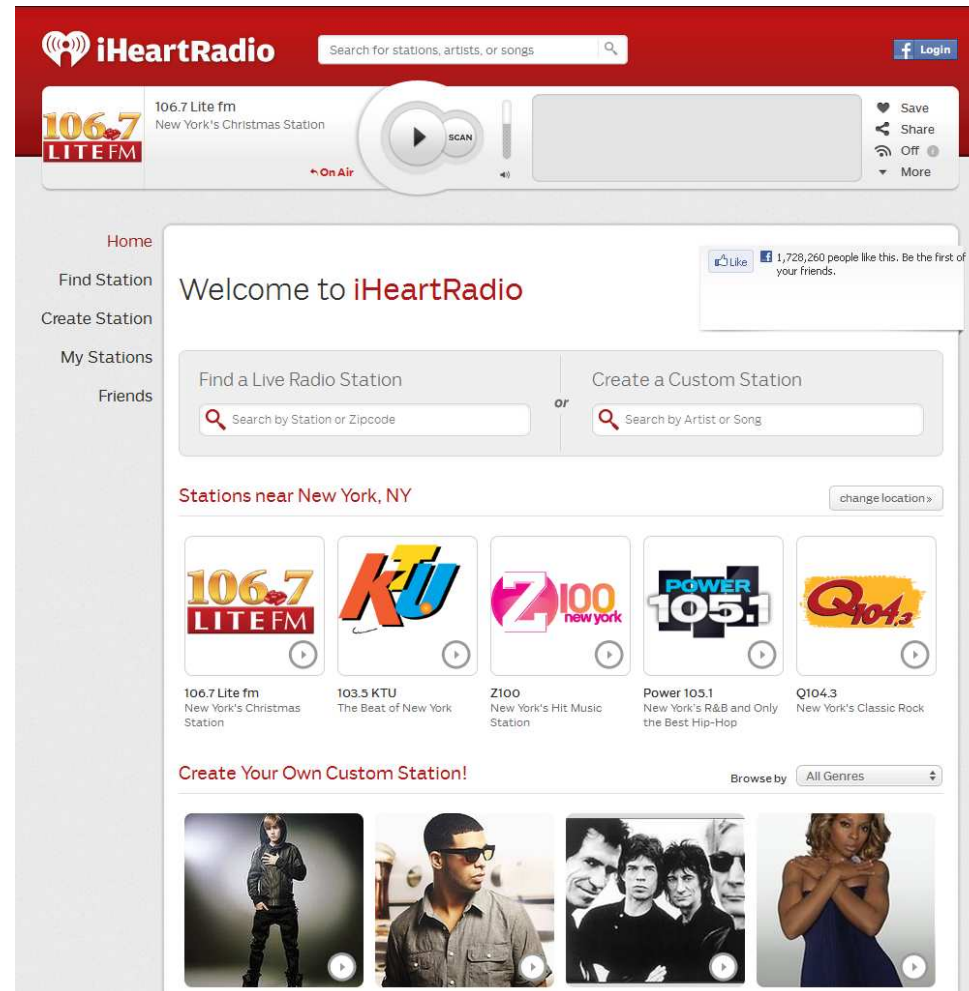 iHeartRadio
Search for stations, artists, or songs
f Login
106.7
LITE FM
106.7 Lite fm
New York's Christmas Station
On Air
SCAN
Save
Share
Off
More
Home
Find Station
Create Station
My Stations
Friends
Like
1,728,260 people like this. Be the first of
your friends.
Welcome to iHeartRadio
Find a Live Radio Station
Search by Station or Zipcode
or
Create a Custom Station
Search by Artist or Song
Stations near New York, NY
change location »
106.7
LITE FM
KTU
Z100
new york
POWER
105.1
Q104.3
106.7 Lite fm
New York's Christmas
Station
103.5 KTU
The Beat of New York
Z100
New York's Hit Music
Station
Power 105.1
New York's R&B and Only
the Best Hip-Hop
Q104.3
New York's Classic Rock
Create Your Own Custom Station!
Browse by
All Genres